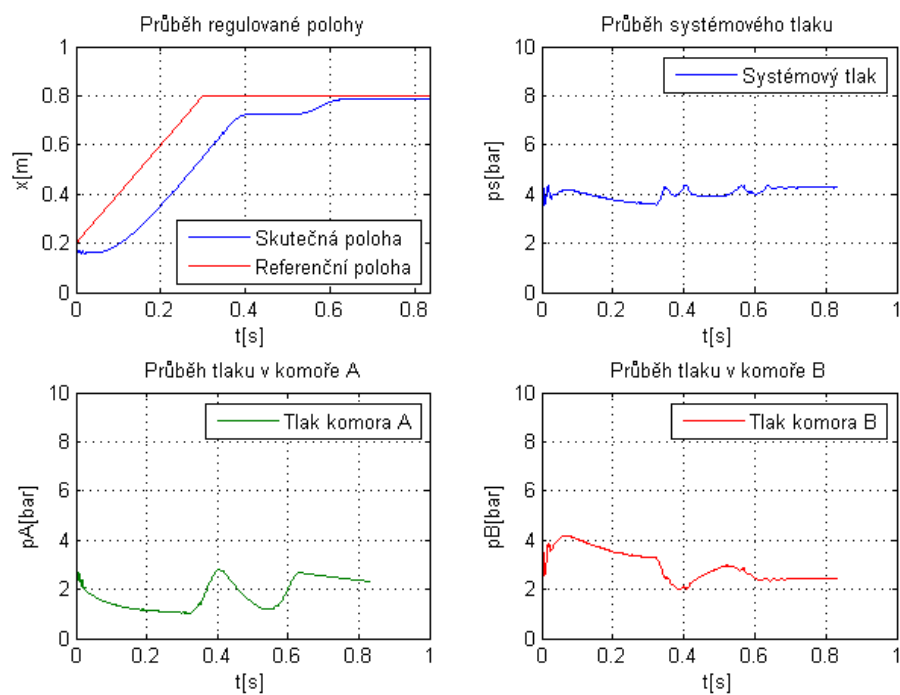 Průběh regulované polohy
1
0.8
0.6
0.4
0.2
0
x[m]
Skutečná poloha
Referenční poloha
0 0.2 0.4 0.6 0.8
t[s]
Průběh systémového tlaku
10
8
6
4
2
0
ps[bar]
Systémový tlak
0 0.2 0.4 0.6 0.8 1
t[s]
Průběh tlaku v komoře A
10
8
6
4
2
0
pA[bar]
Tlak komora A
0 0.2 0.4 0.6 0.8 1
t[s]
Průběh tlaku v komoře B
10
8
6
4
2
0
pB[bar]
Tlak komora B
0 0.2 0.4 0.6 0.8 1
t[s]